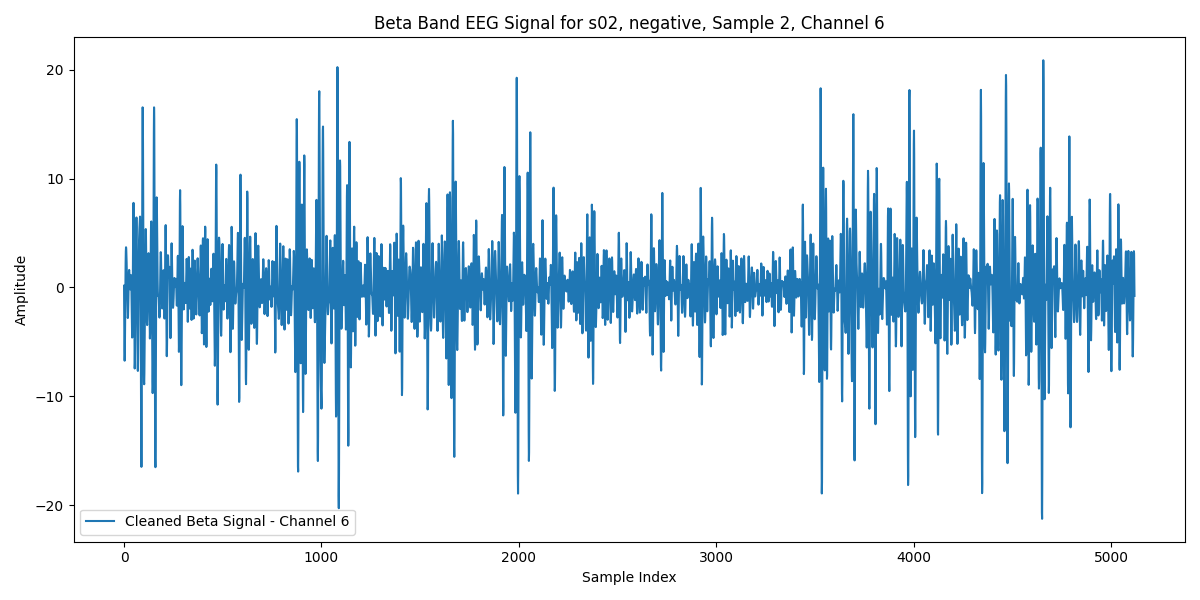 Beta Band EEG Signal for s02, negative, Sample 2, Channel 6
Amplitude
20
10
0
−10
−20
Cleaned Beta Signal - Channel 6
0 1000 2000 3000 4000 5000
Sample Index